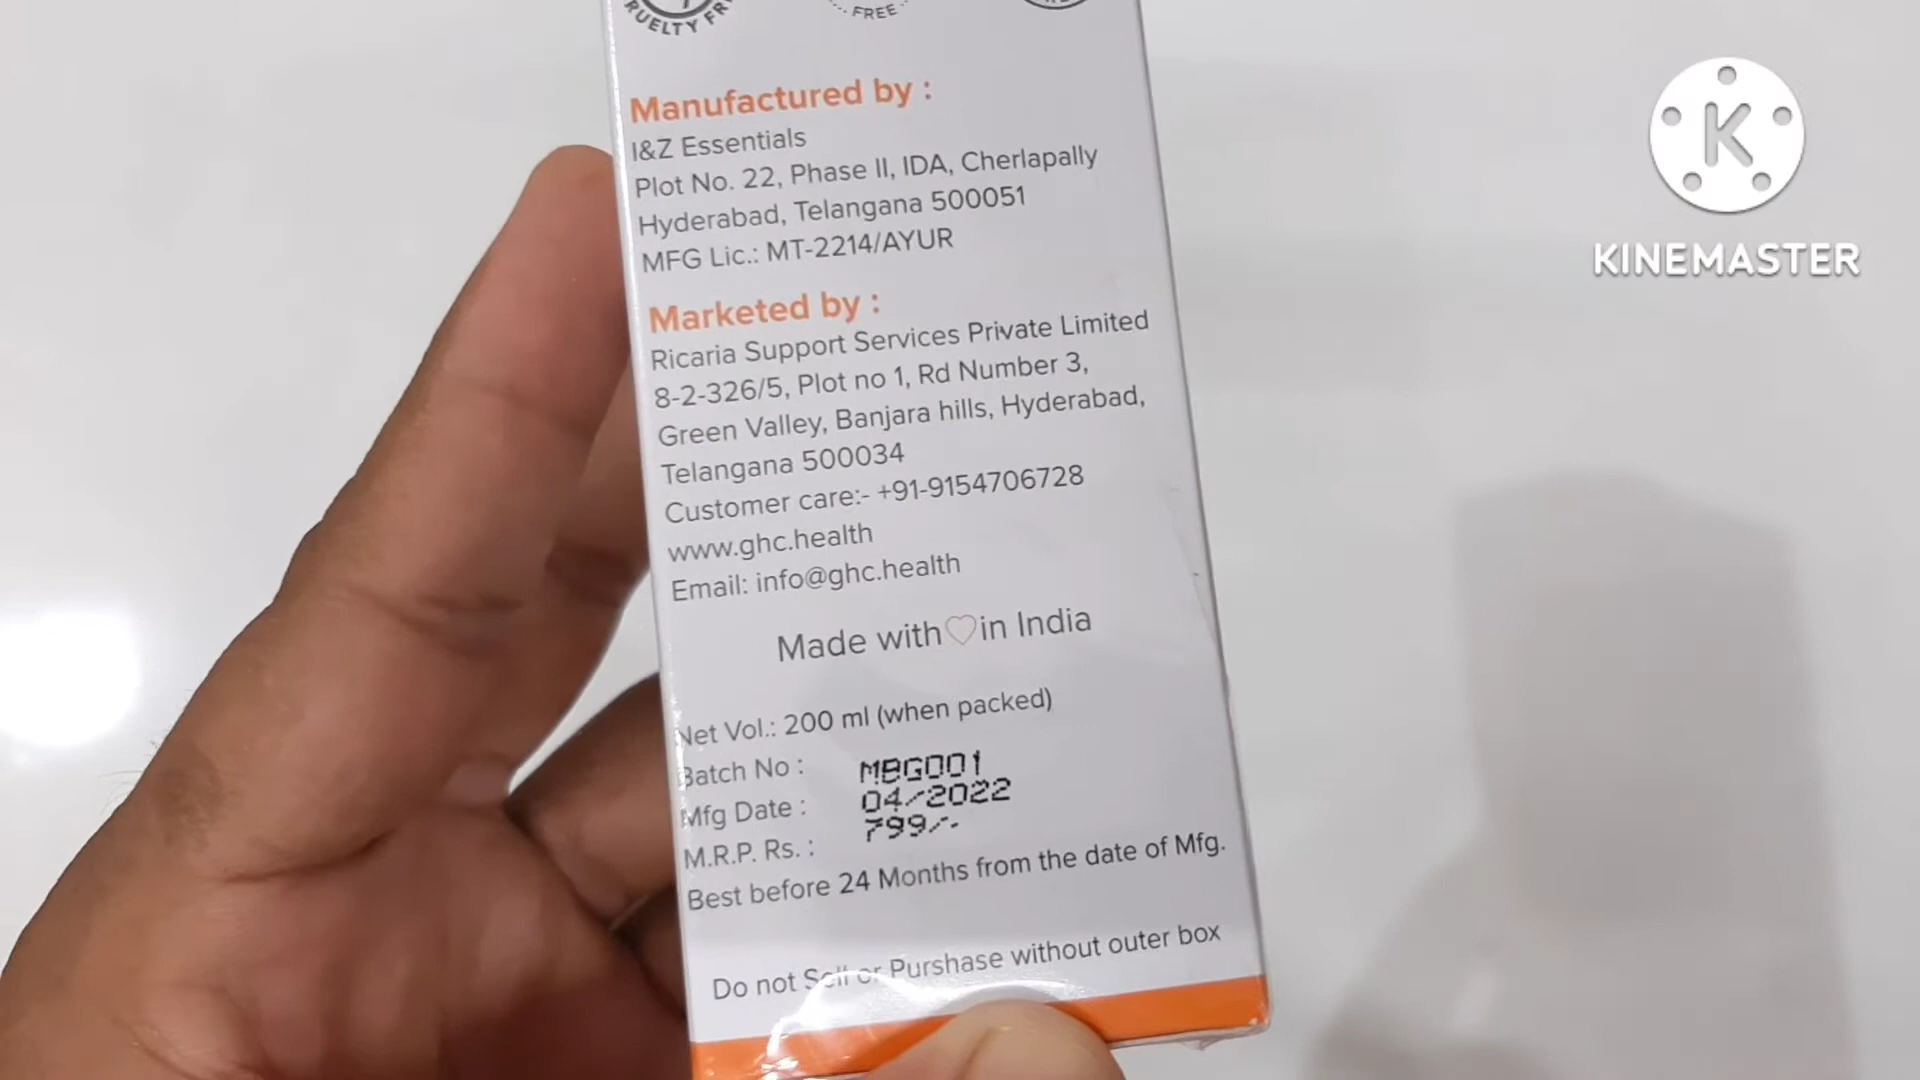 CRUELTY FR
FREE
Manufactured by :
I&Z Essentials
Plot No. 22, Phase II, IDA, Cherlapally
Hyderabad, Telangana 500051
MFG Lic.: MT-2214/AYUR
Marketed by :
Ricaria Support Services Private Limited
8-2-326/5, Plot no 1, Rd Number 3,
Green Valley, Banjara hills, Hyderabad,
Telangana 500034
Customer care:- +91-9154706728
www.ghc.health
Email: info@ghc.health
Made with♡in India
Net Vol.: 200 ml (when packed)
Batch No : MBG001
Mfg Date : 04/2022
M.R.P. Rs. : 799/-
Best before 24 Months from the date of Mfg.
Do not Sell or Purshase without outer box
K
KINEMASTER